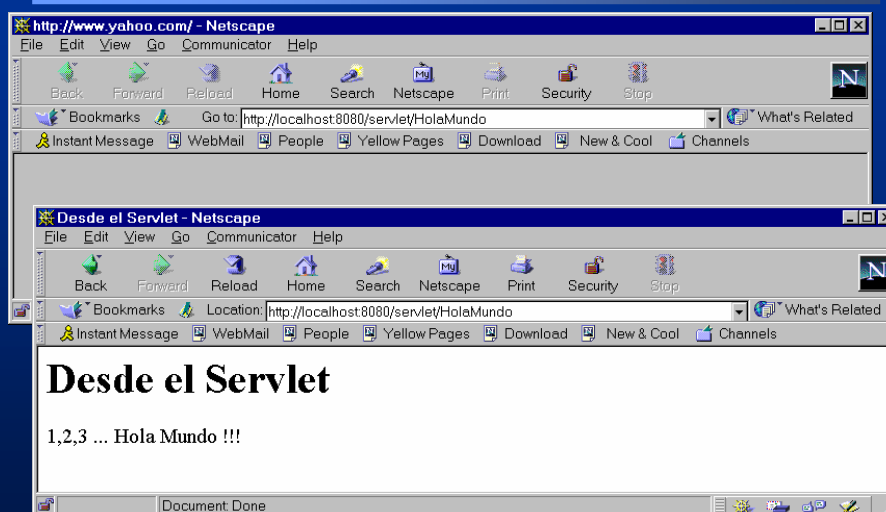 http://www.yahoo.com/ - Netscape
File Edit View Go Communicator Help
Back Forward Reload Home Search Netscape Print Security Stop
My
N
Bookmarks Go to: http://localhost:8080/servlet/HolaMundo What's Related
Instant Message WebMail People Yellow Pages Download New & Cool Channels
Desde el Servlet - Netscape
File Edit View Go Communicator Help
Back Forward Reload Home Search Netscape Print Security Stop
My
N
Bookmarks Location: http://localhost:8080/servlet/HolaMundo What's Related
Instant Message WebMail People Yellow Pages Download New & Cool Channels
Desde el Servlet
1,2,3 ... Hola Mundo !!!
Document: Done